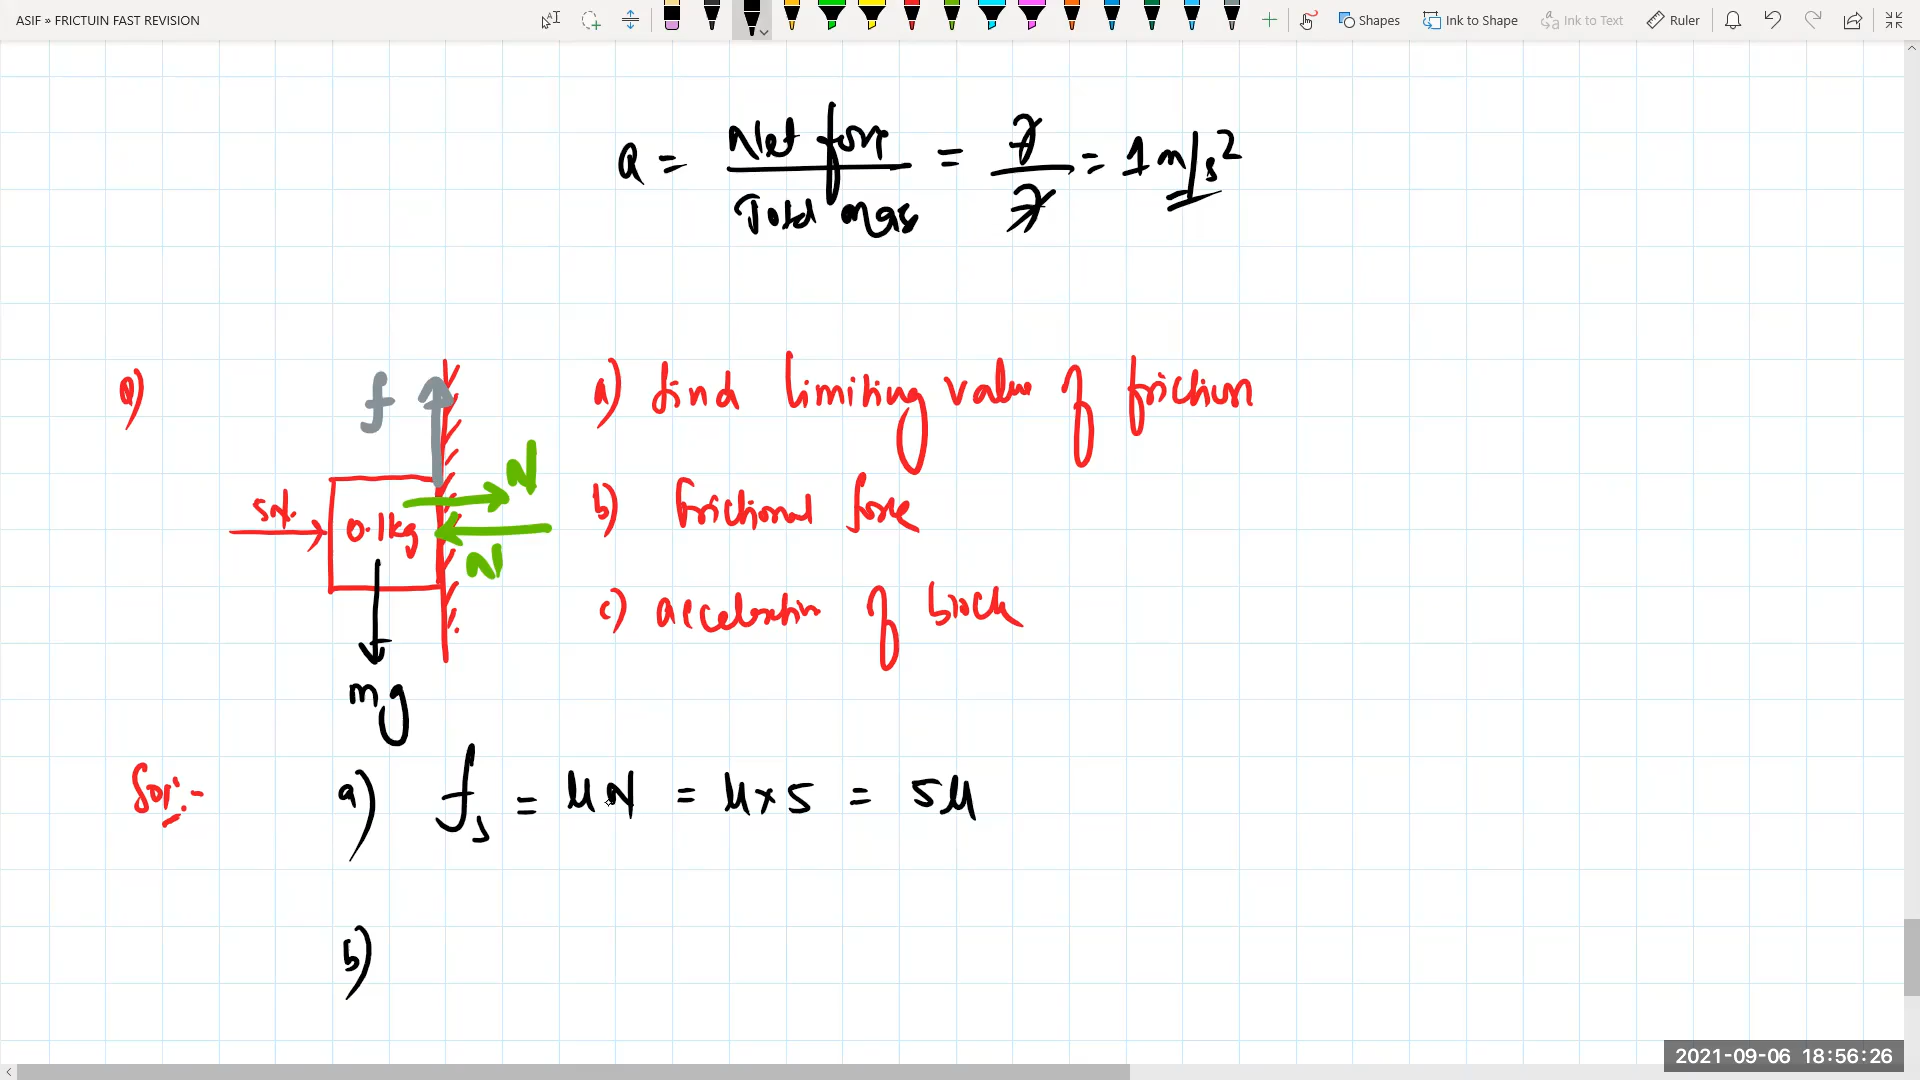 ASIF » FRICTUIN FAST REVISION
Shapes
Ink to Shape
Ink to Text
Ruler
a = Net force / Total mass = 7/7 = 1 m/s²
Q)
f
a) find limiting value of friction
N
b) frictional force
5N.
0.1kg
N
c) acceleration of block
mg
Sol:-
a) fs = μN = μ×5 = 5μ
b)
2021-09-06 18:56:26